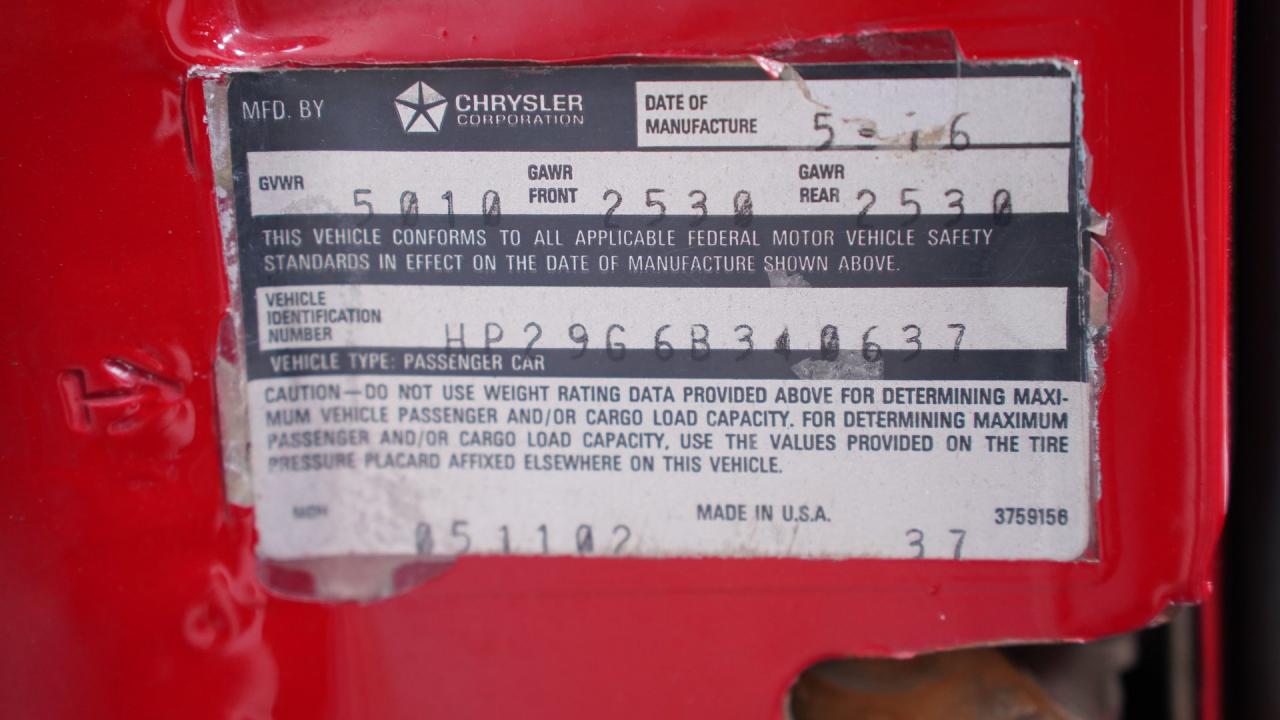 MFD. BY CHRYSLER CORPORATION
DATE OF MANUFACTURE 5-76
GVWR 5010 GAWR FRONT 2530 GAWR REAR 2530
THIS VEHICLE CONFORMS TO ALL APPLICABLE FEDERAL MOTOR VEHICLE SAFETY
STANDARDS IN EFFECT ON THE DATE OF MANUFACTURE SHOWN ABOVE.
VEHICLE IDENTIFICATION NUMBER HP29G6B340637
VEHICLE TYPE: PASSENGER CAR
CAUTION—DO NOT USE WEIGHT RATING DATA PROVIDED ABOVE FOR DETERMINING MAXI-
MUM VEHICLE PASSENGER AND/OR CARGO LOAD CAPACITY. FOR DETERMINING MAXIMUM
PASSENGER AND/OR CARGO LOAD CAPACITY, USE THE VALUES PROVIDED ON THE TIRE
PRESSURE PLACARD AFFIXED ELSEWHERE ON THIS VEHICLE.
MDH 051102 MADE IN U.S.A. 37 3759156